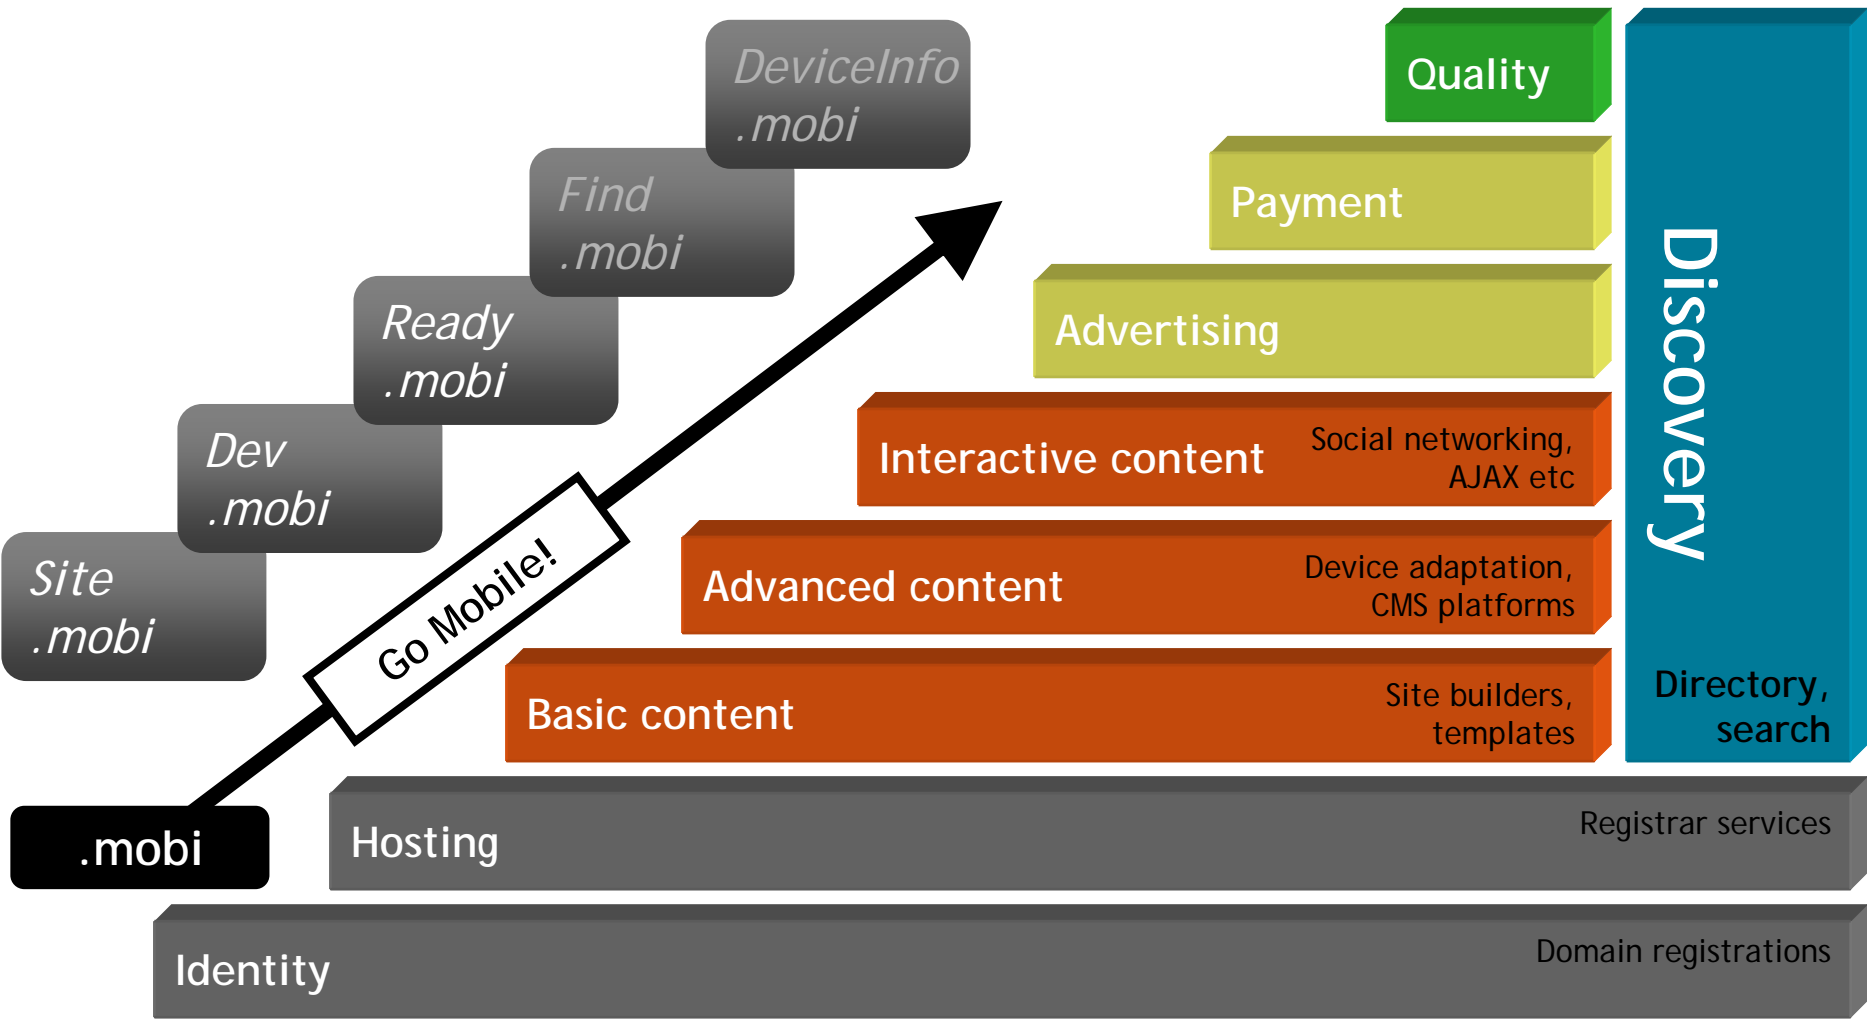 DeviceInfo
.mobi
Find
.mobi
Ready
.mobi
Dev
.mobi
Site
.mobi
Go Mobile!
.mobi
Quality
Payment
Advertising
Interactive content
Social networking,
AJAX etc
Advanced content
Device adaptation,
CMS platforms
Basic content
Site builders,
templates
Discovery
Directory,
search
Hosting
Registrar services
Identity
Domain registrations